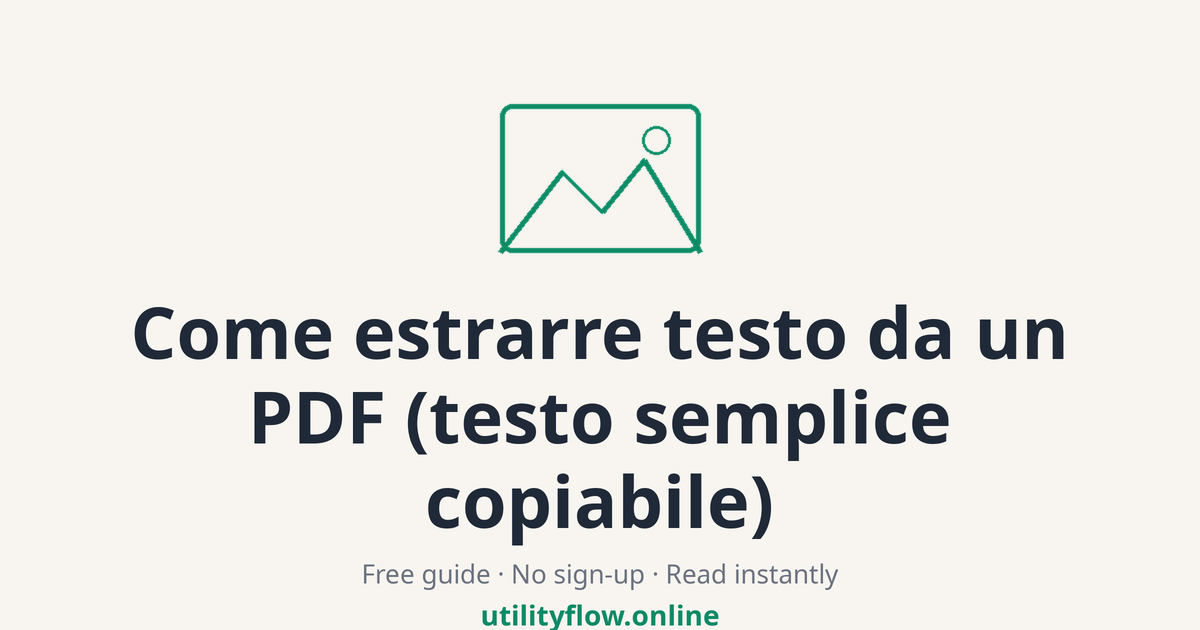 Come estrarre testo da un
PDF (testo semplice
copiabile)
Free guide · No sign-up · Read instantly
utilityflow.online